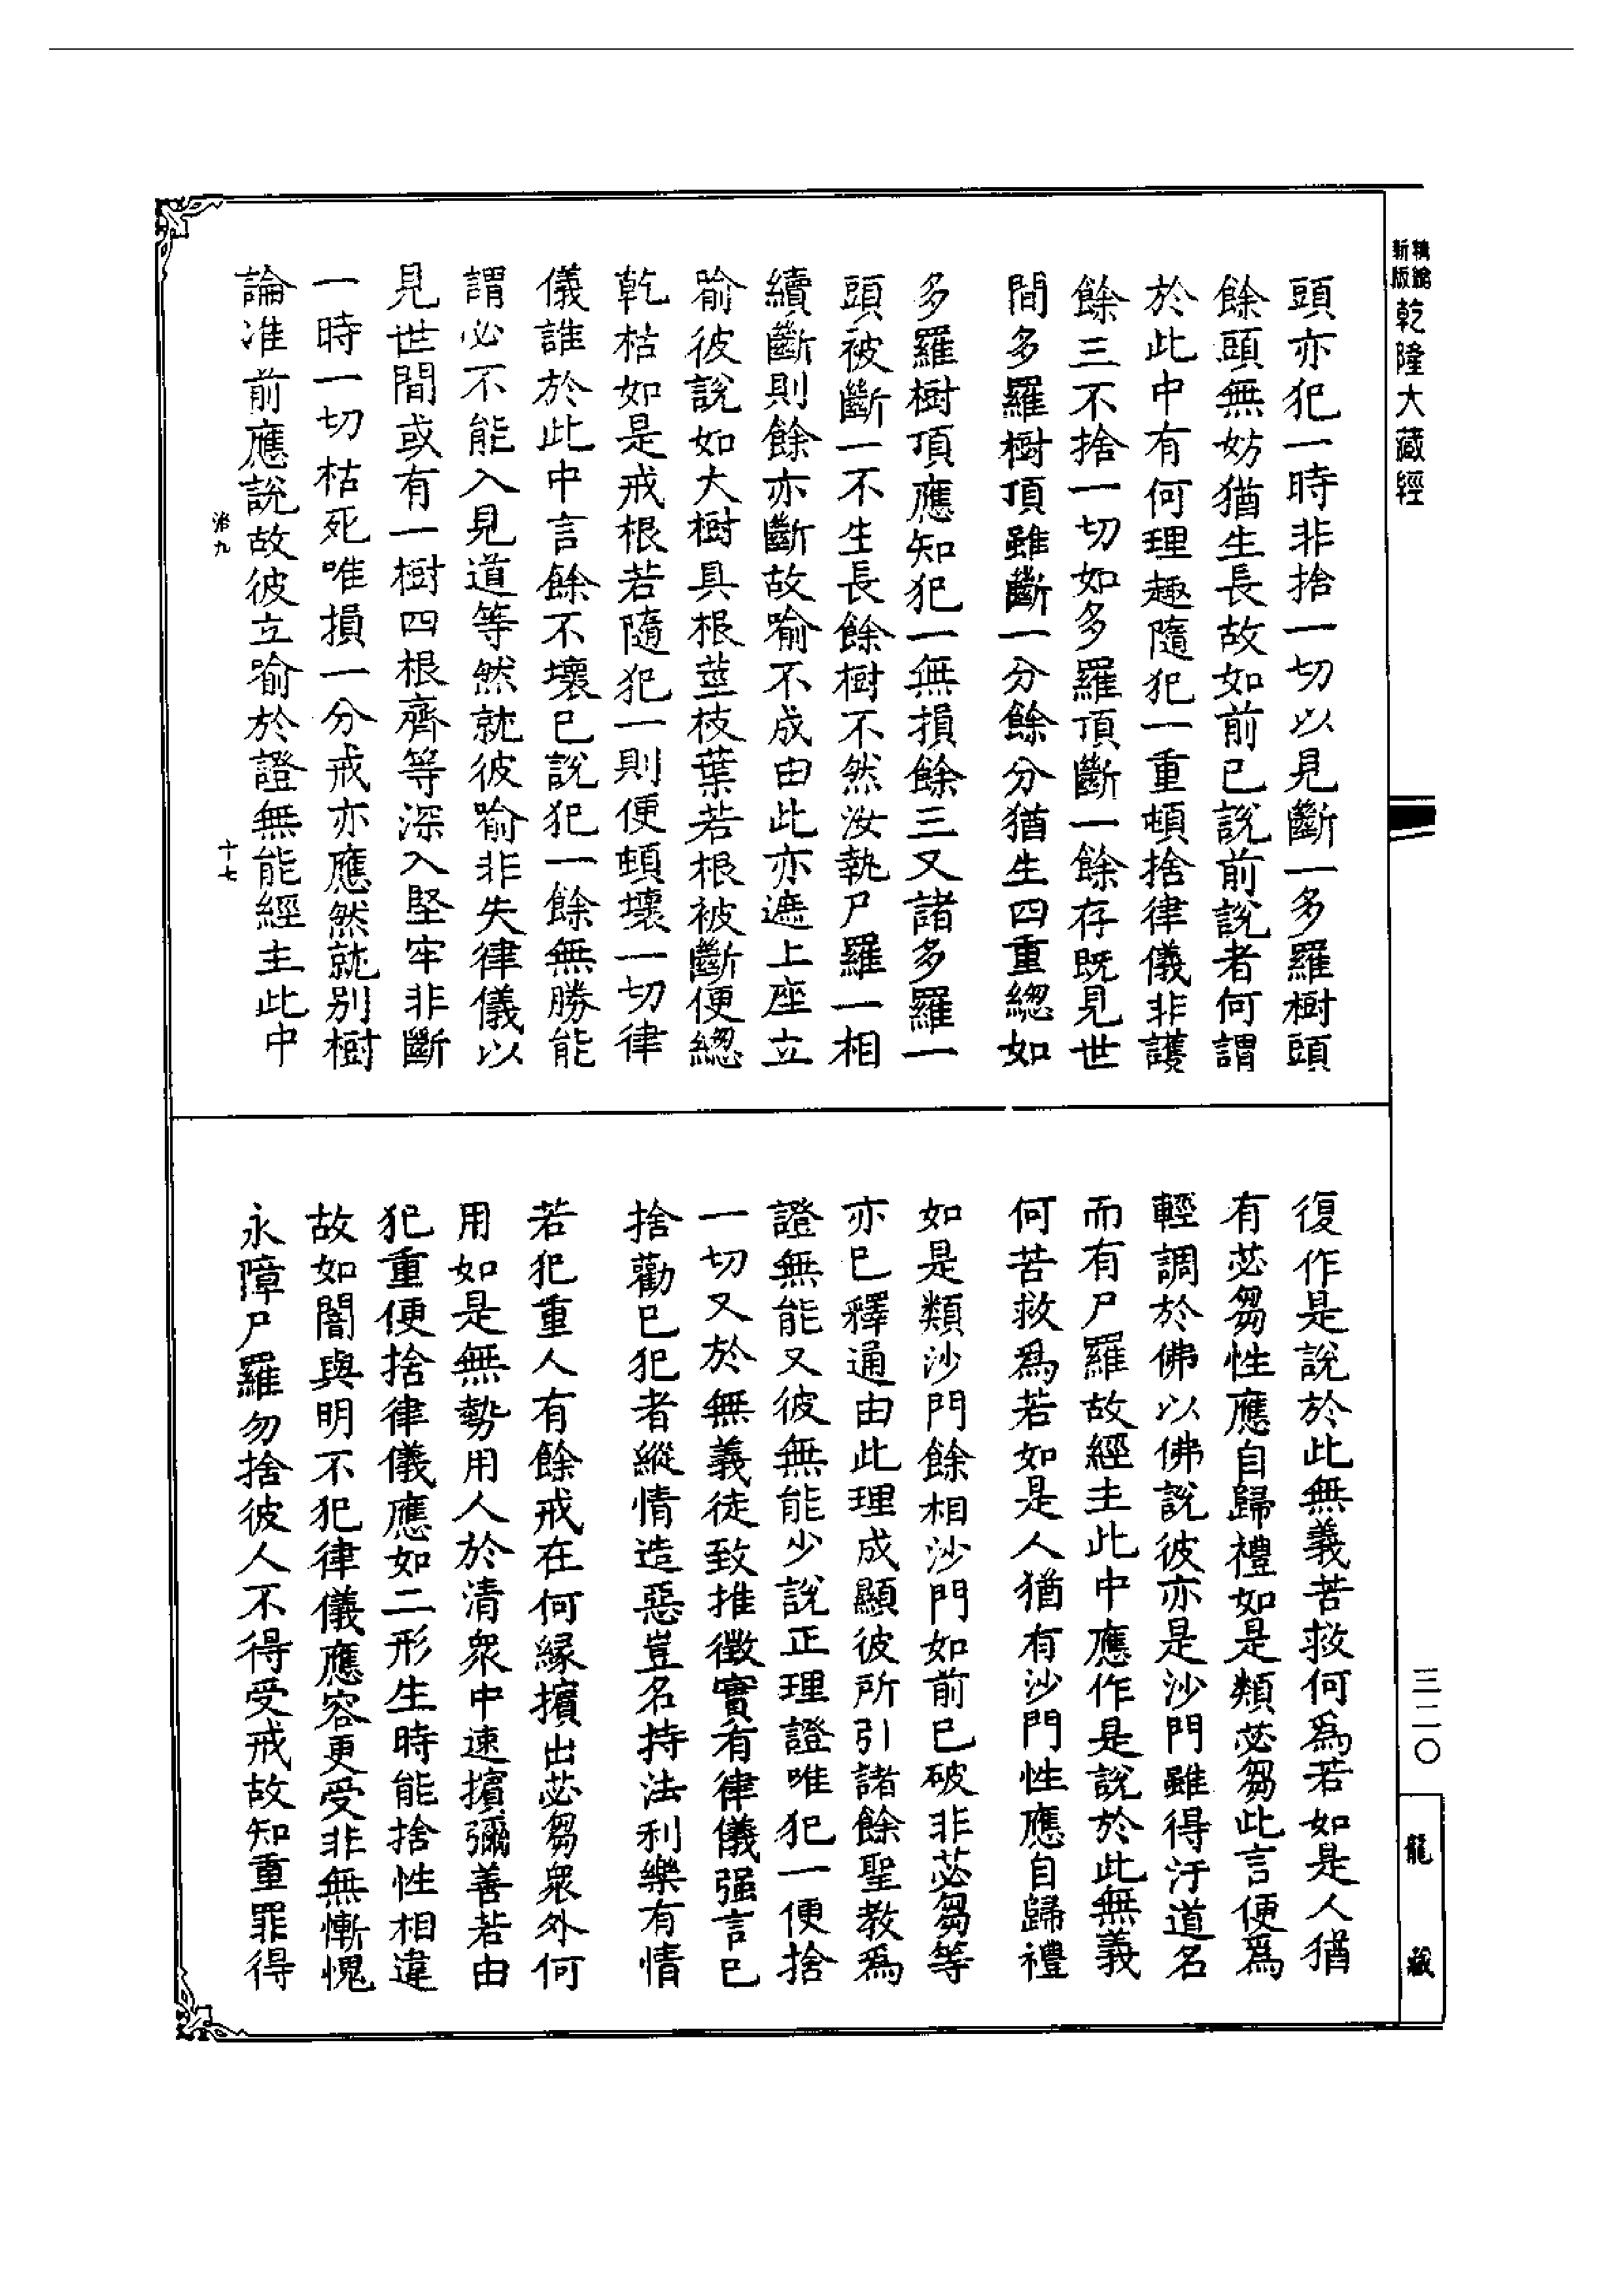 新編
新版
乾隆大藏經
頭亦犯一時非捨一切以見斷一多羅樹頭
餘頭無妨猶生長故如前已說前說者何謂
於此中有何理趣隨犯一重頓捨律儀非護
餘三不捨一切如多羅頂斷一餘存既見世
間多羅樹頂雖斷一分餘分猶生四重緫如
多羅樹頂應知犯一無損餘三又諸多羅一
頭被斷一不生長餘樹不然汝執尸羅一相
續斷則餘亦斷故喻不成由此亦遮上座立
喻彼說如大樹具根莖枝葉若根被斷便緫
乾枯如是戒根若隨犯一則便頓壞一切律
儀誰於此中言餘不壞已說犯一餘無勝能
謂必不能入見道等然就彼喻非失律儀以
見世間或有一樹四根齊等深入堅牢非斷
一時一切枯死唯損一分戒亦應然就別樹
論准前應說故彼立喻於證無能經主此中
治九
十七
復作是說於此無義苦救何爲若如是人猶
有苾芻性應自歸禮如是類苾芻此言便爲
輕調於佛以佛說彼亦是沙門雖得汙道名
而有尸羅故經主此中應作是說於此無義
何苦救爲若如是人猶有沙門性應自歸禮
如是類沙門餘相沙門如前已破非苾芻等
亦已釋通由此理成顯彼所引諸餘聖教爲
證無能又彼無能少說正理證唯犯一便捨
一切又於無義徒致推徵實有律儀强言已
捨勸已犯者縱情造惡豈名持法利樂有情
若犯重人有餘戒在何緣擯出苾芻衆外何
用如是無勢用人於清衆中速擯彌善若由
犯重便捨律儀應如二形生時能捨性相違
故如闇與明不犯律儀應容更受非無慚愧
永障尸羅勿捨彼人不得受戒故知重罪得
三二〇
龍藏